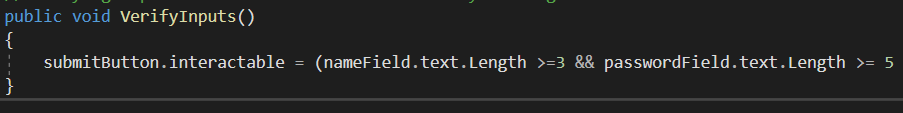 public void VerifyInputs()
{
submitButton.interactable = (nameField.text.Length >=3 && passwordField.text.Length >= 5
}